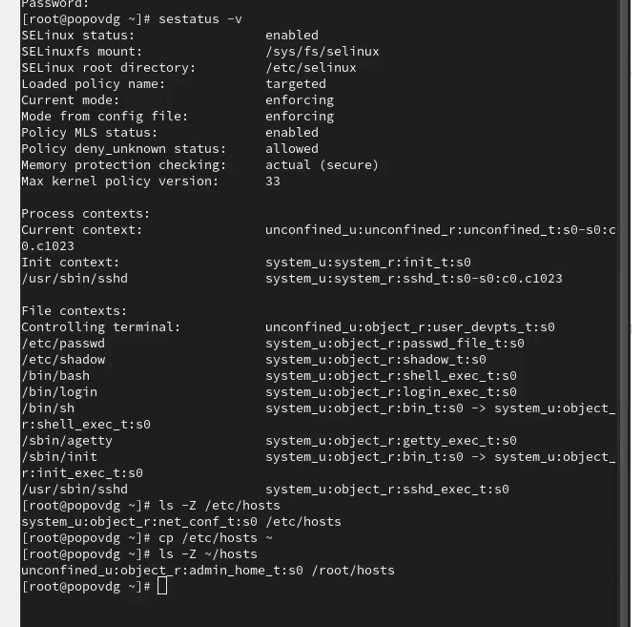 Password:
[root@popovdg ~]# sestatus -v
SELinux status:                 enabled
SELinuxfs mount:                /sys/fs/selinux
SELinux root directory:         /etc/selinux
Loaded policy name:             targeted
Current mode:                   enforcing
Mode from config file:          enforcing
Policy MLS status:              enabled
Policy deny_unknown status:     allowed
Memory protection checking:     actual (secure)
Max kernel policy version:      33

Process contexts:
Current context:                unconfined_u:unconfined_r:unconfined_t:s0-s0:c
0.c1023
Init context:                   system_u:system_r:init_t:s0
/usr/sbin/sshd                  system_u:system_r:sshd_t:s0-s0:c0.c1023

File contexts:
Controlling terminal:           unconfined_u:object_r:user_devpts_t:s0
/etc/passwd                     system_u:object_r:passwd_file_t:s0
/etc/shadow                     system_u:object_r:shadow_t:s0
/bin/bash                       system_u:object_r:shell_exec_t:s0
/bin/login                      system_u:object_r:login_exec_t:s0
/bin/sh                         system_u:object_r:bin_t:s0 -> system_u:object_
r:shell_exec_t:s0
/sbin/agetty                    system_u:object_r:getty_exec_t:s0
/sbin/init                      system_u:object_r:bin_t:s0 -> system_u:object_
r:init_exec_t:s0
/usr/sbin/sshd                  system_u:object_r:sshd_exec_t:s0
[root@popovdg ~]# ls -Z /etc/hosts
system_u:object_r:net_conf_t:s0 /etc/hosts
[root@popovdg ~]# cp /etc/hosts ~
[root@popovdg ~]# ls -Z ~/hosts
unconfined_u:object_r:admin_home_t:s0 /root/hosts
[root@popovdg ~]#